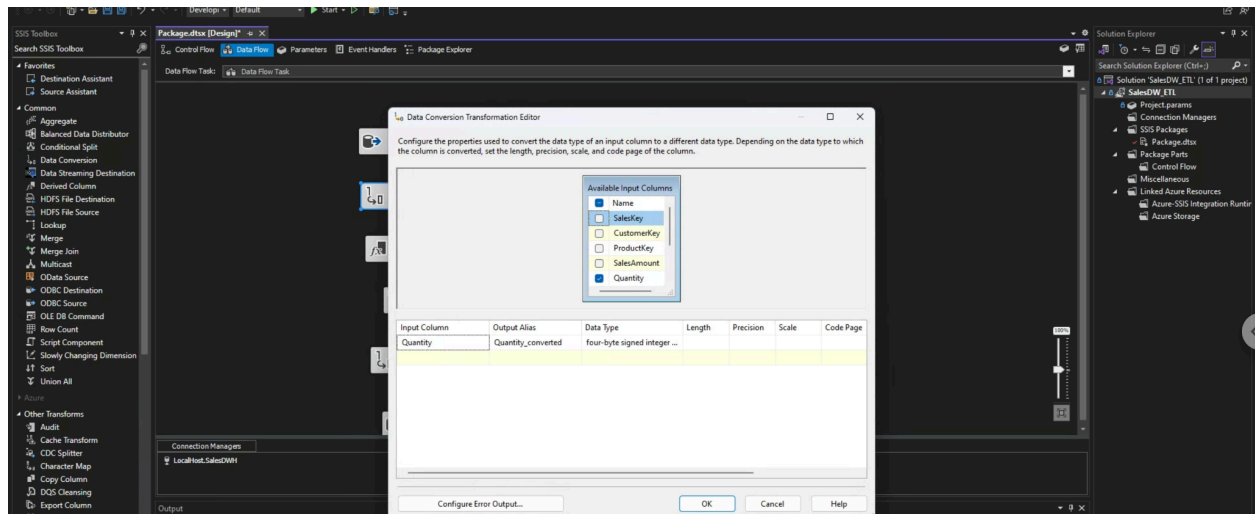 Developi
Default
Start
SSIS Toolbox
Search SSIS Toolbox
Favorites
Destination Assistant
Source Assistant
Common
Aggregate
Balanced Data Distributor
Conditional Split
Data Conversion
Data Streaming Destination
Derived Column
HDFS File Destination
HDFS File Source
Lookup
Merge
Merge Join
Multicast
OData Source
ODBC Destination
ODBC Source
OLE DB Command
Row Count
Script Component
Slowly Changing Dimension
Sort
Union All
Azure
Other Transforms
Audit
Cache Transform
CDC Splitter
Character Map
Copy Column
DQS Cleansing
Export Column
Package.dtsx [Design]*
Control Flow Data Flow Parameters Event Handlers Package Explorer
Data Flow Task: Data Flow Task
Data Conversion Transformation Editor
Configure the properties used to convert the data type of an input column to a different data type. Depending on the data type to which
the column is converted, set the length, precision, scale, and code page of the column.
Available Input Columns
Name
SalesKey
CustomerKey
ProductKey
SalesAmount
Quantity
Input Column Output Alias Data Type Length Precision Scale Code Page
Quantity Quantity_converted four-byte signed integer ...
Configure Error Output...
OK Cancel Help
100%
Connection Managers
LocalHost.SalesDWH
Output
Solution Explorer
Search Solution Explorer (Ctrl+;)
Solution 'SalesDW_ETL' (1 of 1 project)
SalesDW_ETL
Project.params
Connection Managers
SSIS Packages
Package.dtsx
Package Parts
Control Flow
Miscellaneous
Linked Azure Resources
Azure-SSIS Integration Runtir
Azure Storage